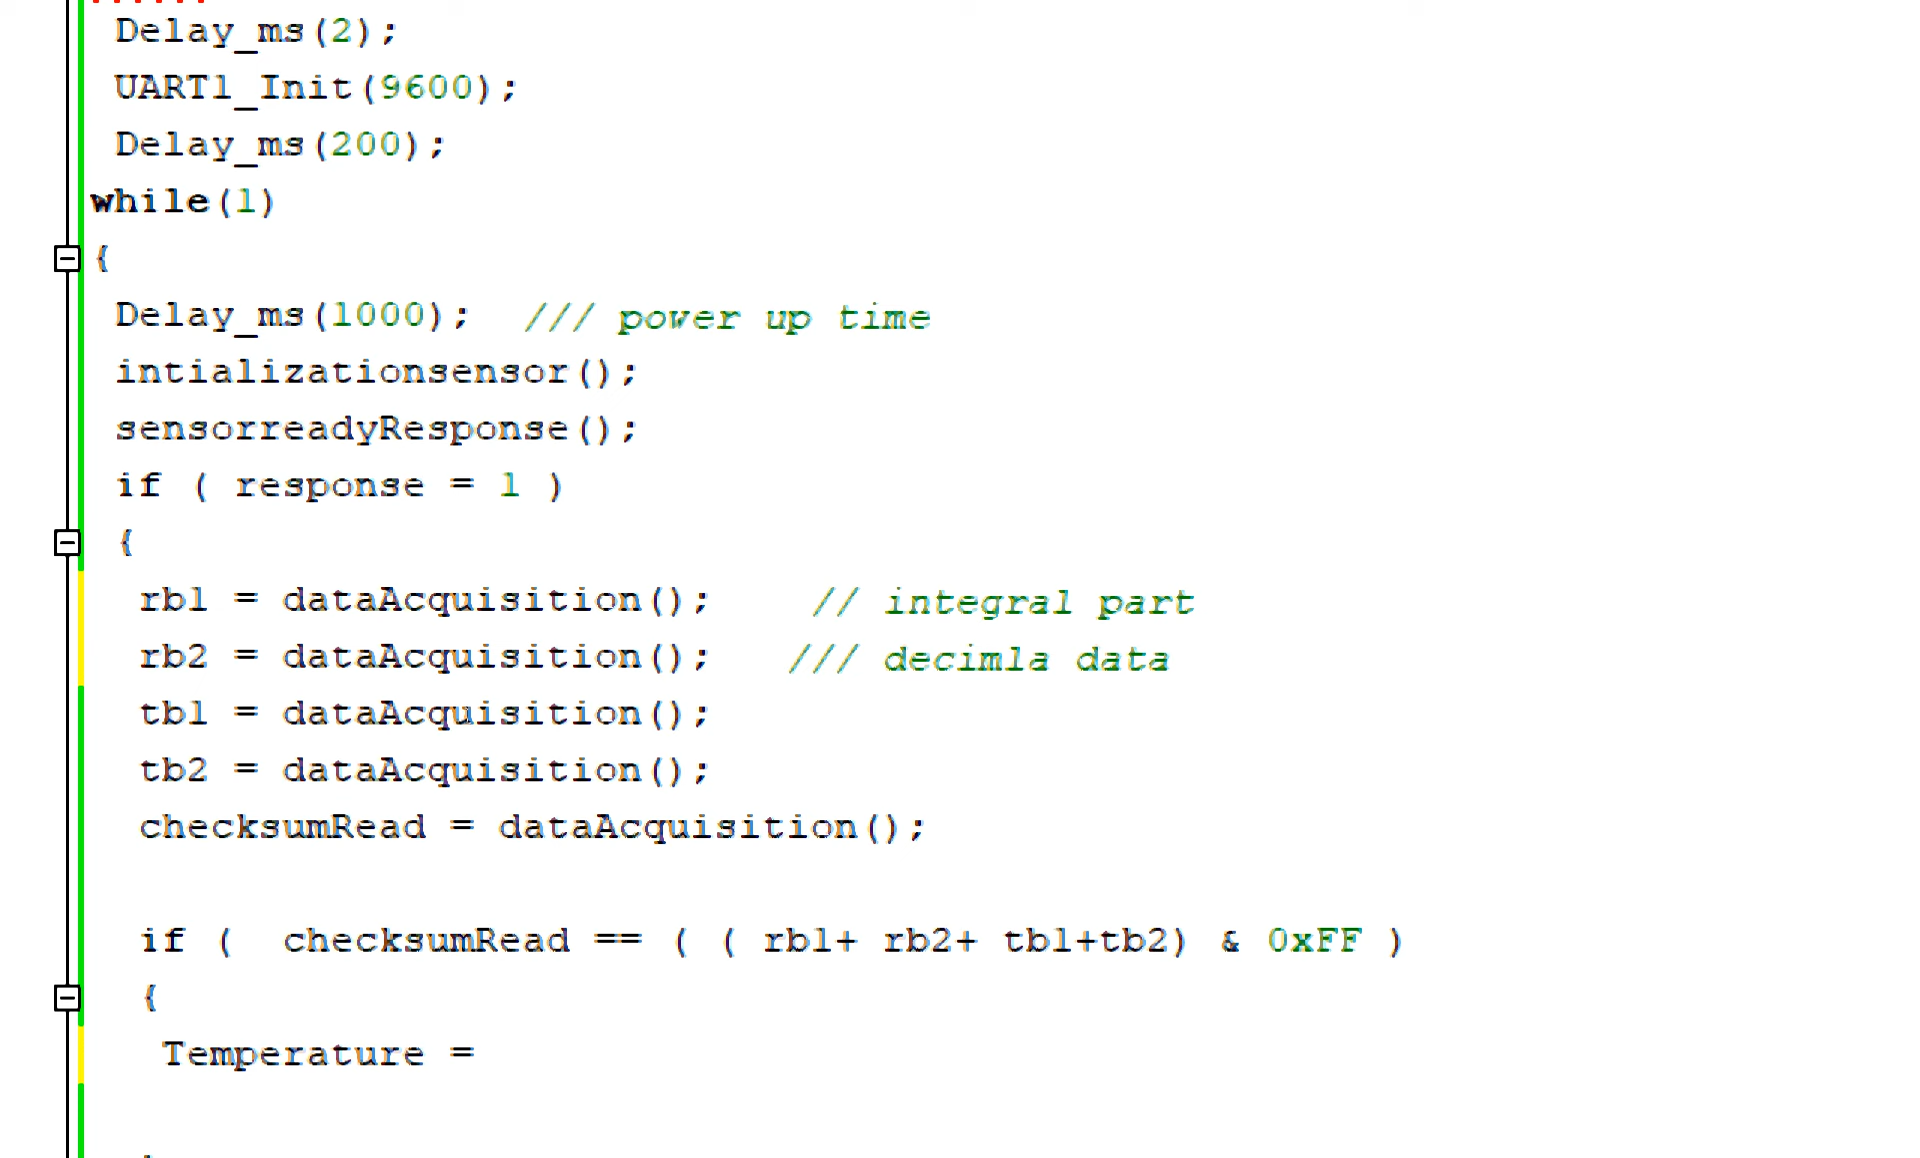 Delay_ms(2);
UART1_Init(9600);
Delay_ms(200);
while(1)
{
Delay_ms(1000);  /// power up time
intializationsensor();
sensorreadyResponse();
if ( response = 1 )
{
rb1 = dataAcquisition();    // integral part
rb2 = dataAcquisition();   /// decimla data
tb1 = dataAcquisition();
tb2 = dataAcquisition();
checksumRead = dataAcquisition();
if (  checksumRead == ( ( rb1+ rb2+ tb1+tb2) & 0xFF )
{
Temperature =